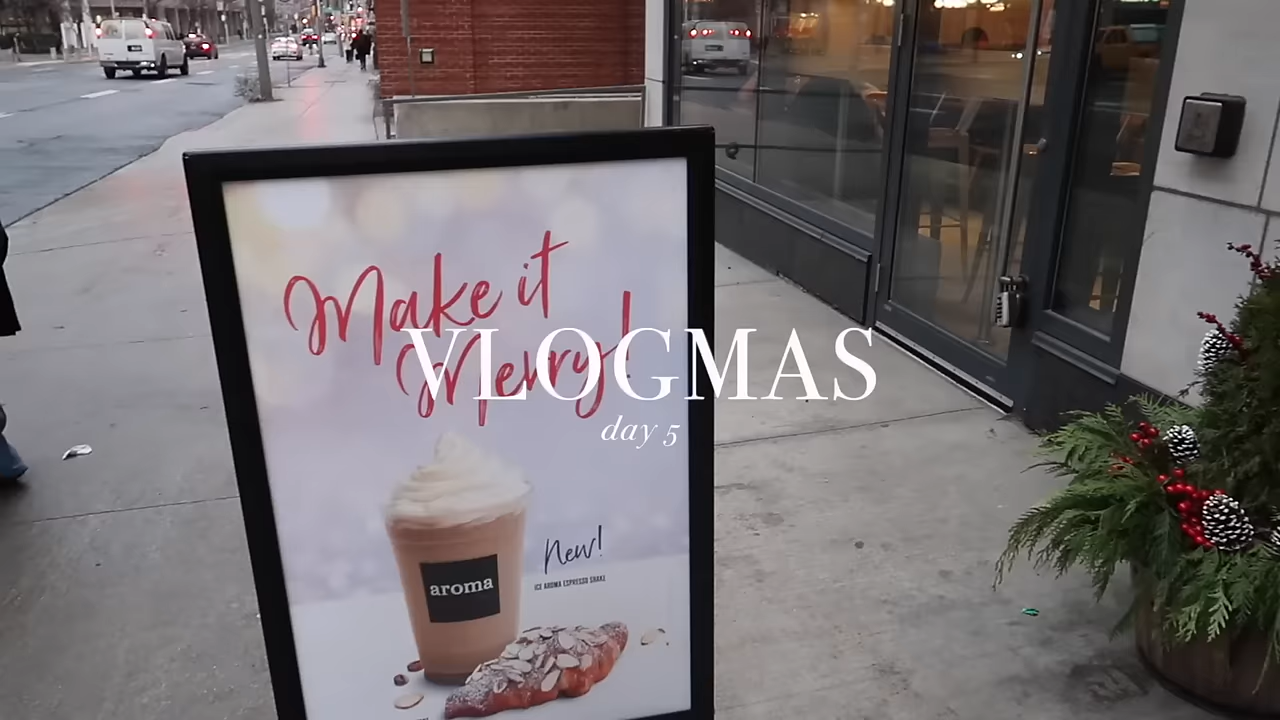 Make it
Merry!
VLOGMAS
day 5
New!
ICE AROMA ESPRESSO SHAKE
aroma